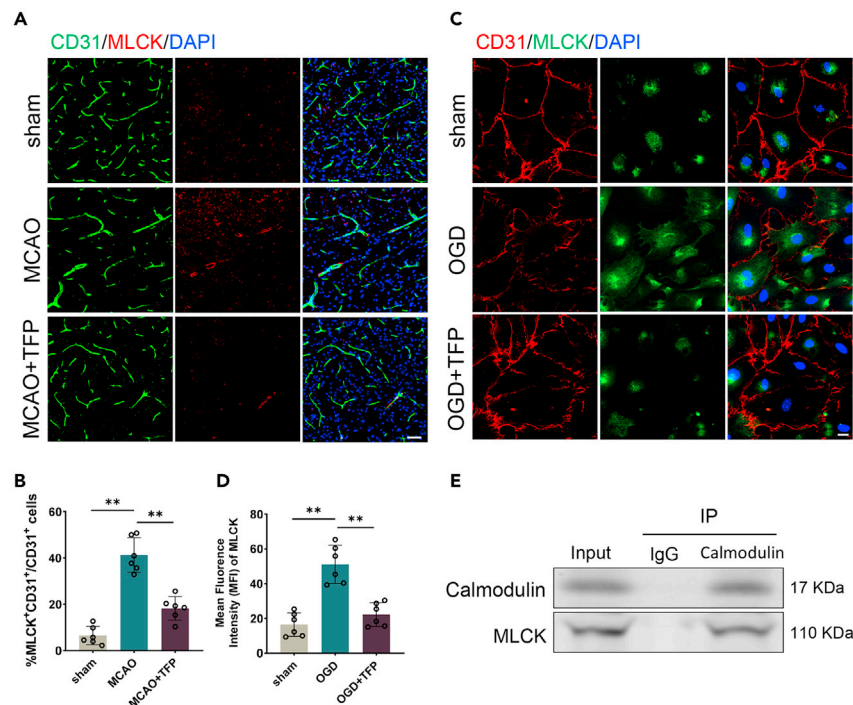 A
CD31/MLCK/DAPI
sham
MCAO
MCAO+TFP
C
CD31/MLCK/DAPI
sham
OGD
OGD+TFP
B
%MLCK⁺CD31⁺/CD31⁺ cells
60
40
20
0
** **
sham
MCAO
MCAO+TFP
D
Mean Fluorescence
Intensity (MFI) of MLCK
80
60
40
20
0
** **
sham
OGD
OGD+TFP
E
IP
Input IgG Calmodulin
Calmodulin 17 KDa
MLCK 110 KDa